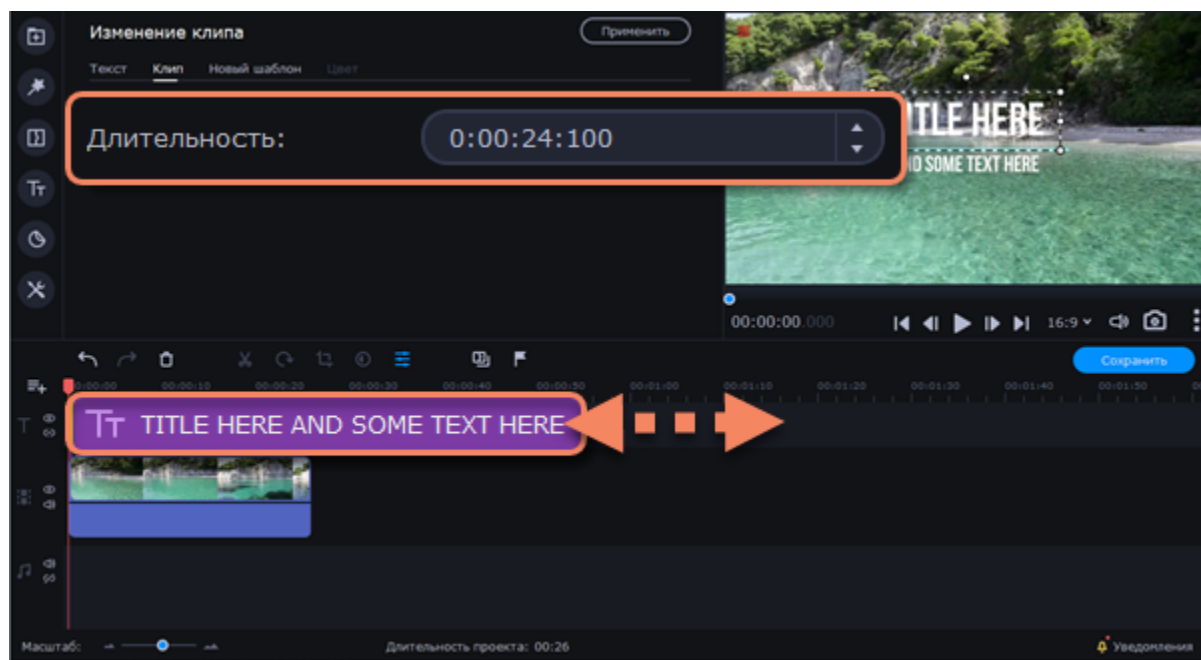 Изменение клипа
Применить
Текст Клип Новый шаблон Цвет
Длительность: 0:00:24:100
ITLE HERE
ND SOME TEXT HERE
00:00:00.000
16:9
Сохранить
0:00:00 00:00:10 00:00:20 00:00:30 00:00:40 00:00:50 00:01:00 00:01:10 00:01:20 00:01:30 00:01:40 00:01:50
TITLE HERE AND SOME TEXT HERE
Масштаб: Длительность проекта: 00:26 Уведомления